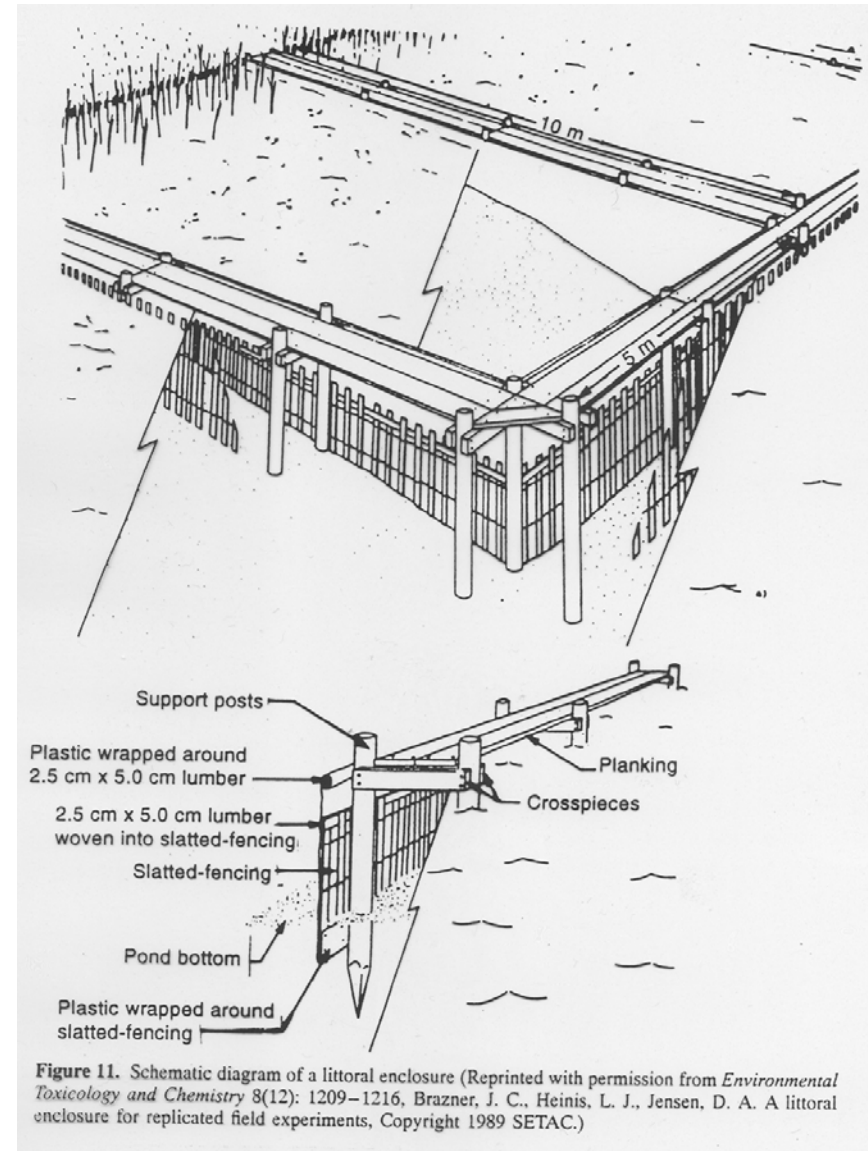 10 m
5 m
Support posts
Plastic wrapped around
2.5 cm x 5.0 cm lumber
Planking
Crosspieces
2.5 cm x 5.0 cm lumber
woven into slatted-fencing
Slatted-fencing
Pond bottom
Plastic wrapped around
slatted-fencing
Figure 11. Schematic diagram of a littoral enclosure (Reprinted with permission from Environmental
Toxicology and Chemistry 8(12): 1209–1216, Brazner, J. C., Heinis, L. J., Jensen, D. A. A littoral
enclosure for replicated field experiments, Copyright 1989 SETAC.)